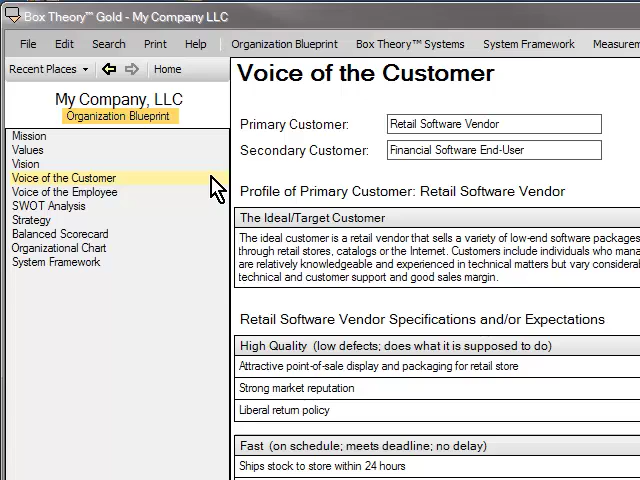 Box Theory™ Gold - My Company LLC
File Edit Search Print Help Organization Blueprint Box Theory™ Systems System Framework Measurem
Recent Places Home
My Company, LLC
Organization Blueprint
Mission
Values
Vision
Voice of the Customer
Voice of the Employee
SWOT Analysis
Strategy
Balanced Scorecard
Organizational Chart
System Framework
Voice of the Customer
Primary Customer: Retail Software Vendor
Secondary Customer: Financial Software End-User
Profile of Primary Customer: Retail Software Vendor
The Ideal/Target Customer
The ideal customer is a retail vendor that sells a variety of low-end software packages
through retail stores, catalogs or the Internet. Customers include individuals who mana
are relatively knowledgeable and experienced in technical matters but vary considerab
technical and customer support and good sales margin.
Retail Software Vendor Specifications and/or Expectations
High Quality (low defects; does what it is supposed to do)
Attractive point-of-sale display and packaging for retail store
Strong market reputation
Liberal return policy
Fast (on schedule; meets deadline; no delay)
Ships stock to store within 24 hours